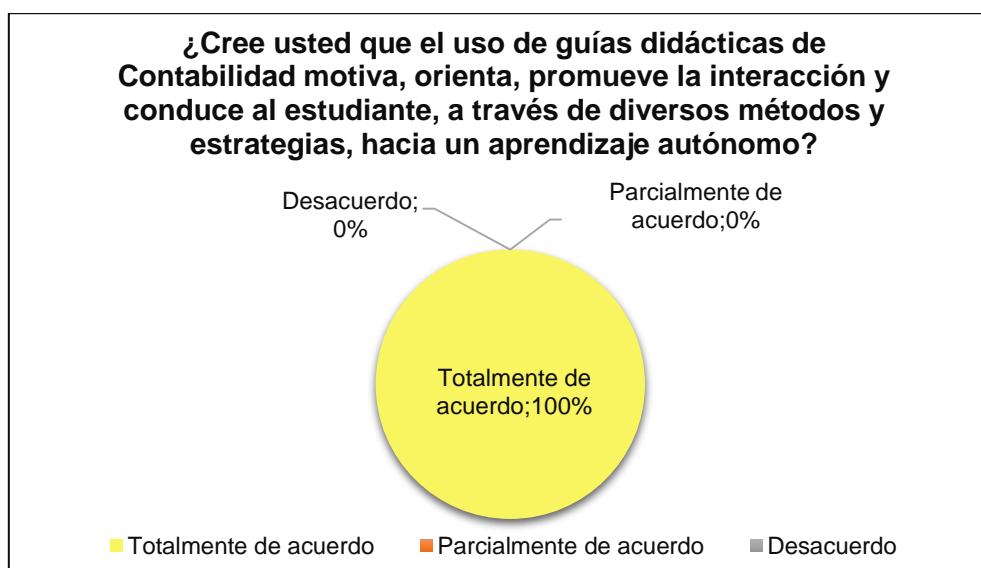 ¿Cree usted que el uso de guías didácticas de
Contabilidad motiva, orienta, promueve la interacción y
conduce al estudiante, a través de diversos métodos y
estrategias, hacia un aprendizaje autónomo?
Desacuerdo;
0%
Parcialmente de
acuerdo;0%
Totalmente de
acuerdo;100%
Totalmente de acuerdo
Parcialmente de acuerdo
Desacuerdo